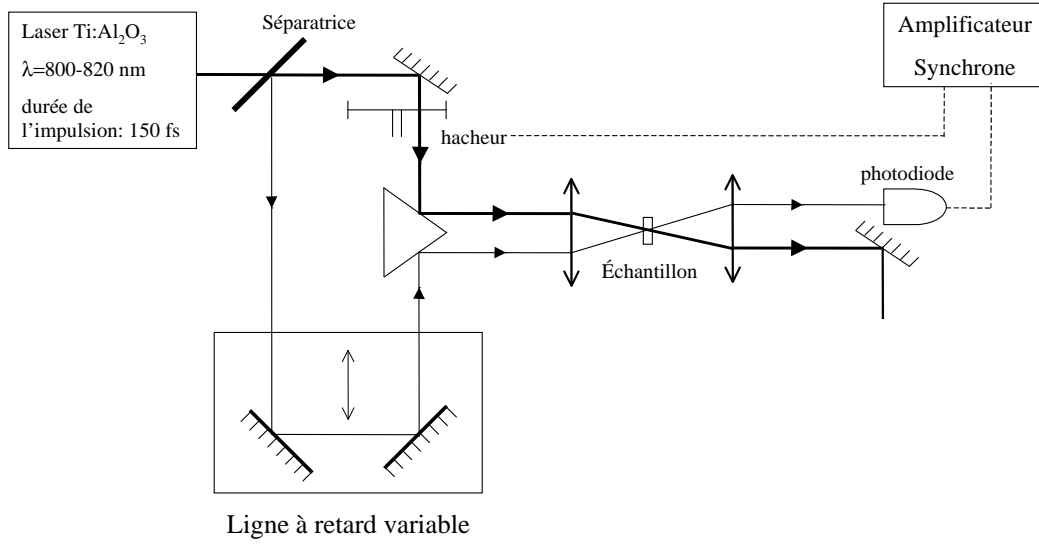 Laser Ti:Al₂O₃
λ=800-820 nm
durée de
l'impulsion: 150 fs
Séparatrice
Amplificateur
Synchrone
hacheur
photodiode
Échantillon
Ligne à retard variable